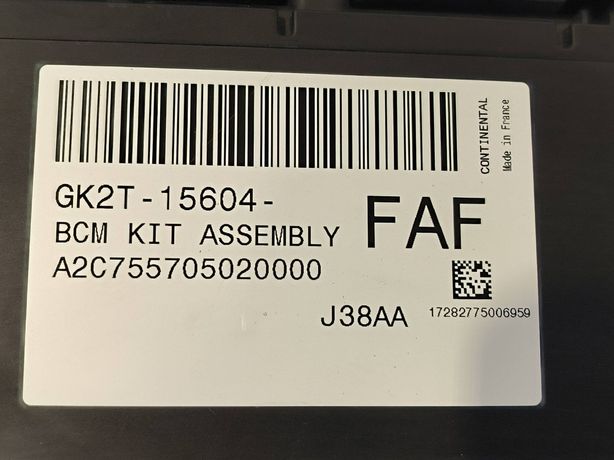 GK2T-15604-
FAF
BCM KIT ASSEMBLY
A2C755705020000
J38AA
17282775006959
CONTINENTAL
Made in France